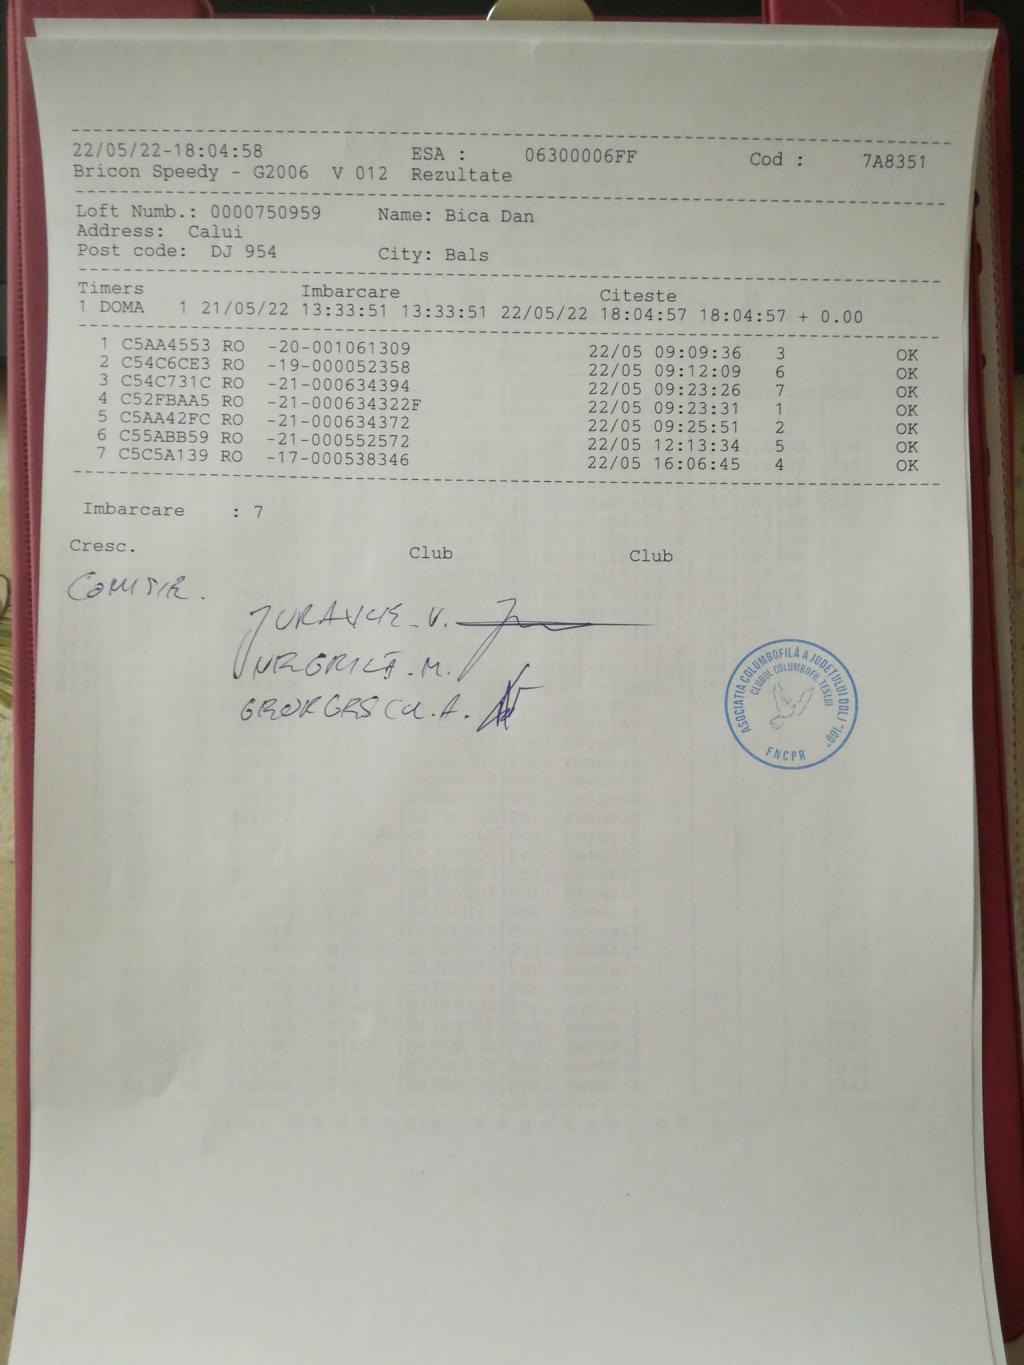 22/05/22-18:04:58 ESA : 06300006FF Cod : 7A8351
Bricon Speedy - G2006 V 012 Rezultate
Loft Numb.: 0000750959 Name: Bica Dan
Address: Calui
Post code: DJ 954 City: Bals
Timers Imbarcare Citeste
1 DOMA 1 21/05/22 13:33:51 13:33:51 22/05/22 18:04:57 18:04:57 + 0.00
1 C5AA4553 RO -20-001061309 22/05 09:09:36 3 OK
2 C54C6CE3 RO -19-000052358 22/05 09:12:09 6 OK
3 C54C731C RO -21-000634394 22/05 09:23:26 7 OK
4 C52FBAA5 RO -21-000634322F 22/05 09:23:31 1 OK
5 C5AA42FC RO -21-000634372 22/05 09:25:51 2 OK
6 C55ABB59 RO -21-000552572 22/05 12:13:34 5 OK
7 C5C5A139 RO -17-000538346 22/05 16:06:45 4 OK
Imbarcare : 7
Cresc. Club Club
M.
GEORGESCU. A.
ASOCIAȚIA COLUMBOFILĂ A JUDEȚULUI DOLJ
CLUBUL COLUMBOFIL TESLUI
FNCPR